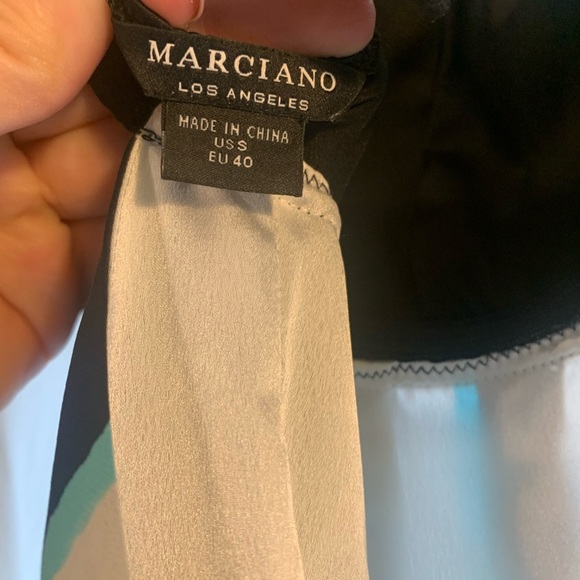 MARCIANO
LOS ANGELES
MADE IN CHINA
US S
EU 40